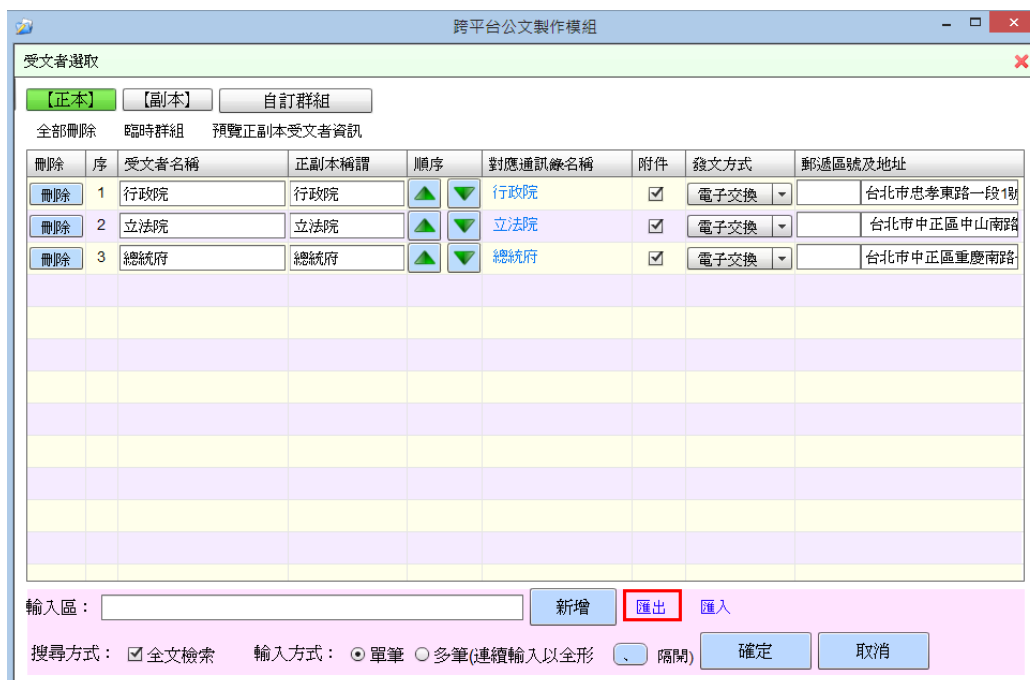 跨平台公文製作模組
受文者選取
【正本】 【副本】 自訂群組
全部刪除 臨時群組 預覽正副本受文者資訊
刪除 序 受文者名稱 正副本稱謂 順序 對應通訊錄名稱 附件 發文方式 郵遞區號及地址
刪除 1 行政院 行政院 行政院 電子交換 台北市忠孝東路一段1號
刪除 2 立法院 立法院 立法院 電子交換 台北市中正區中山南路
刪除 3 總統府 總統府 總統府 電子交換 台北市中正區重慶南路
輸入區： 新增 匯出 匯入
搜尋方式： 全文檢索 輸入方式： 單筆 多筆(連續輸入以全形 、 隔開) 確定 取消